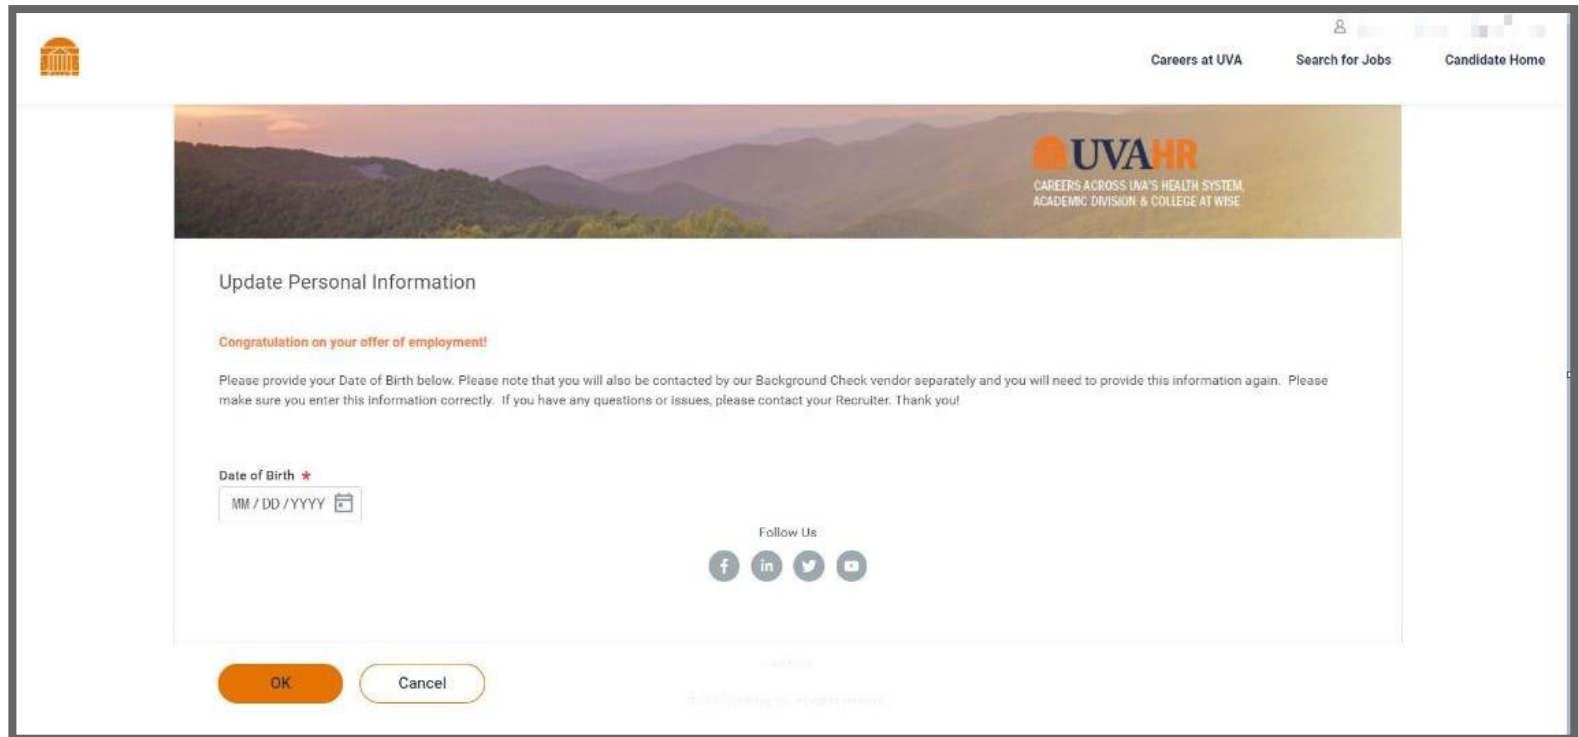 Careers at UVA Search for Jobs Candidate Home
UVAHR
CAREERS ACROSS UVA'S HEALTH SYSTEM,
ACADEMIC DIVISION & COLLEGE AT WISE
Update Personal Information
Congratulation on your offer of employment!
Please provide your Date of Birth below. Please note that you will also be contacted by our Background Check vendor separately and you will need to provide this information again. Please
make sure you enter this information correctly. If you have any questions or issues, please contact your Recruiter. Thank you!
Date of Birth *
MM / DD / YYYY
Follow Us
f in
OK Cancel